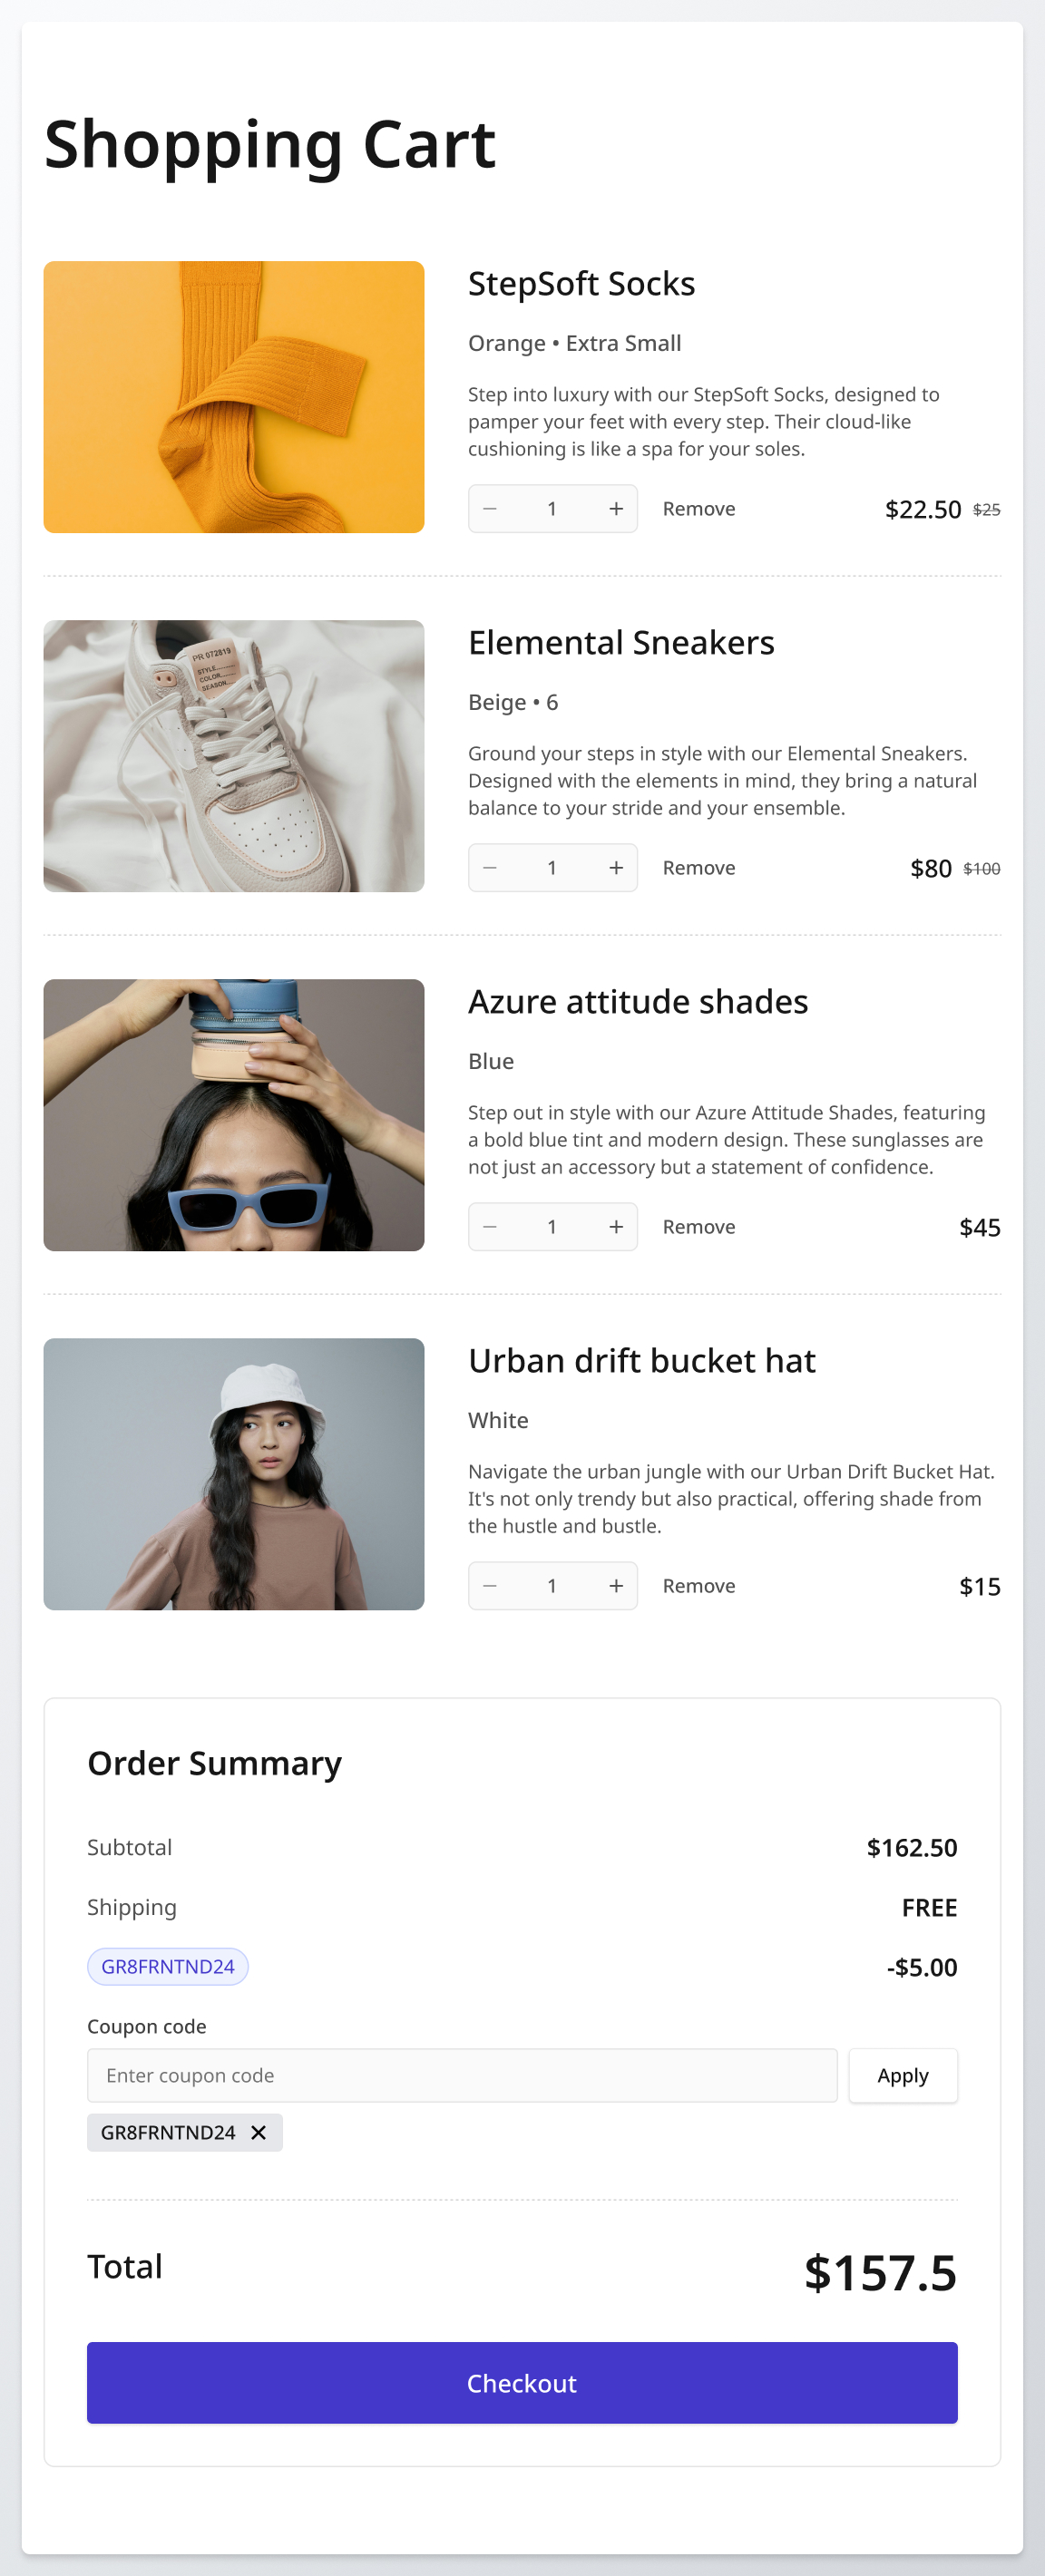 Shopping Cart
StepSoft Socks
Orange • Extra Small
Step into luxury with our StepSoft Socks, designed to
pamper your feet with every step. Their cloud-like
cushioning is like a spa for your soles.
− 1 + Remove $22.50 $25
PR 072819
STYLE
COLOR
SEASON
Elemental Sneakers
Beige • 6
Ground your steps in style with our Elemental Sneakers.
Designed with the elements in mind, they bring a natural
balance to your stride and your ensemble.
− 1 + Remove $80 $100
Azure attitude shades
Blue
Step out in style with our Azure Attitude Shades, featuring
a bold blue tint and modern design. These sunglasses are
not just an accessory but a statement of confidence.
− 1 + Remove $45
Urban drift bucket hat
White
Navigate the urban jungle with our Urban Drift Bucket Hat.
It's not only trendy but also practical, offering shade from
the hustle and bustle.
− 1 + Remove $15
Order Summary
Subtotal $162.50
Shipping FREE
GR8FRNTND24 -$5.00
Coupon code
Enter coupon code Apply
GR8FRNTND24 ✕
Total $157.5
Checkout